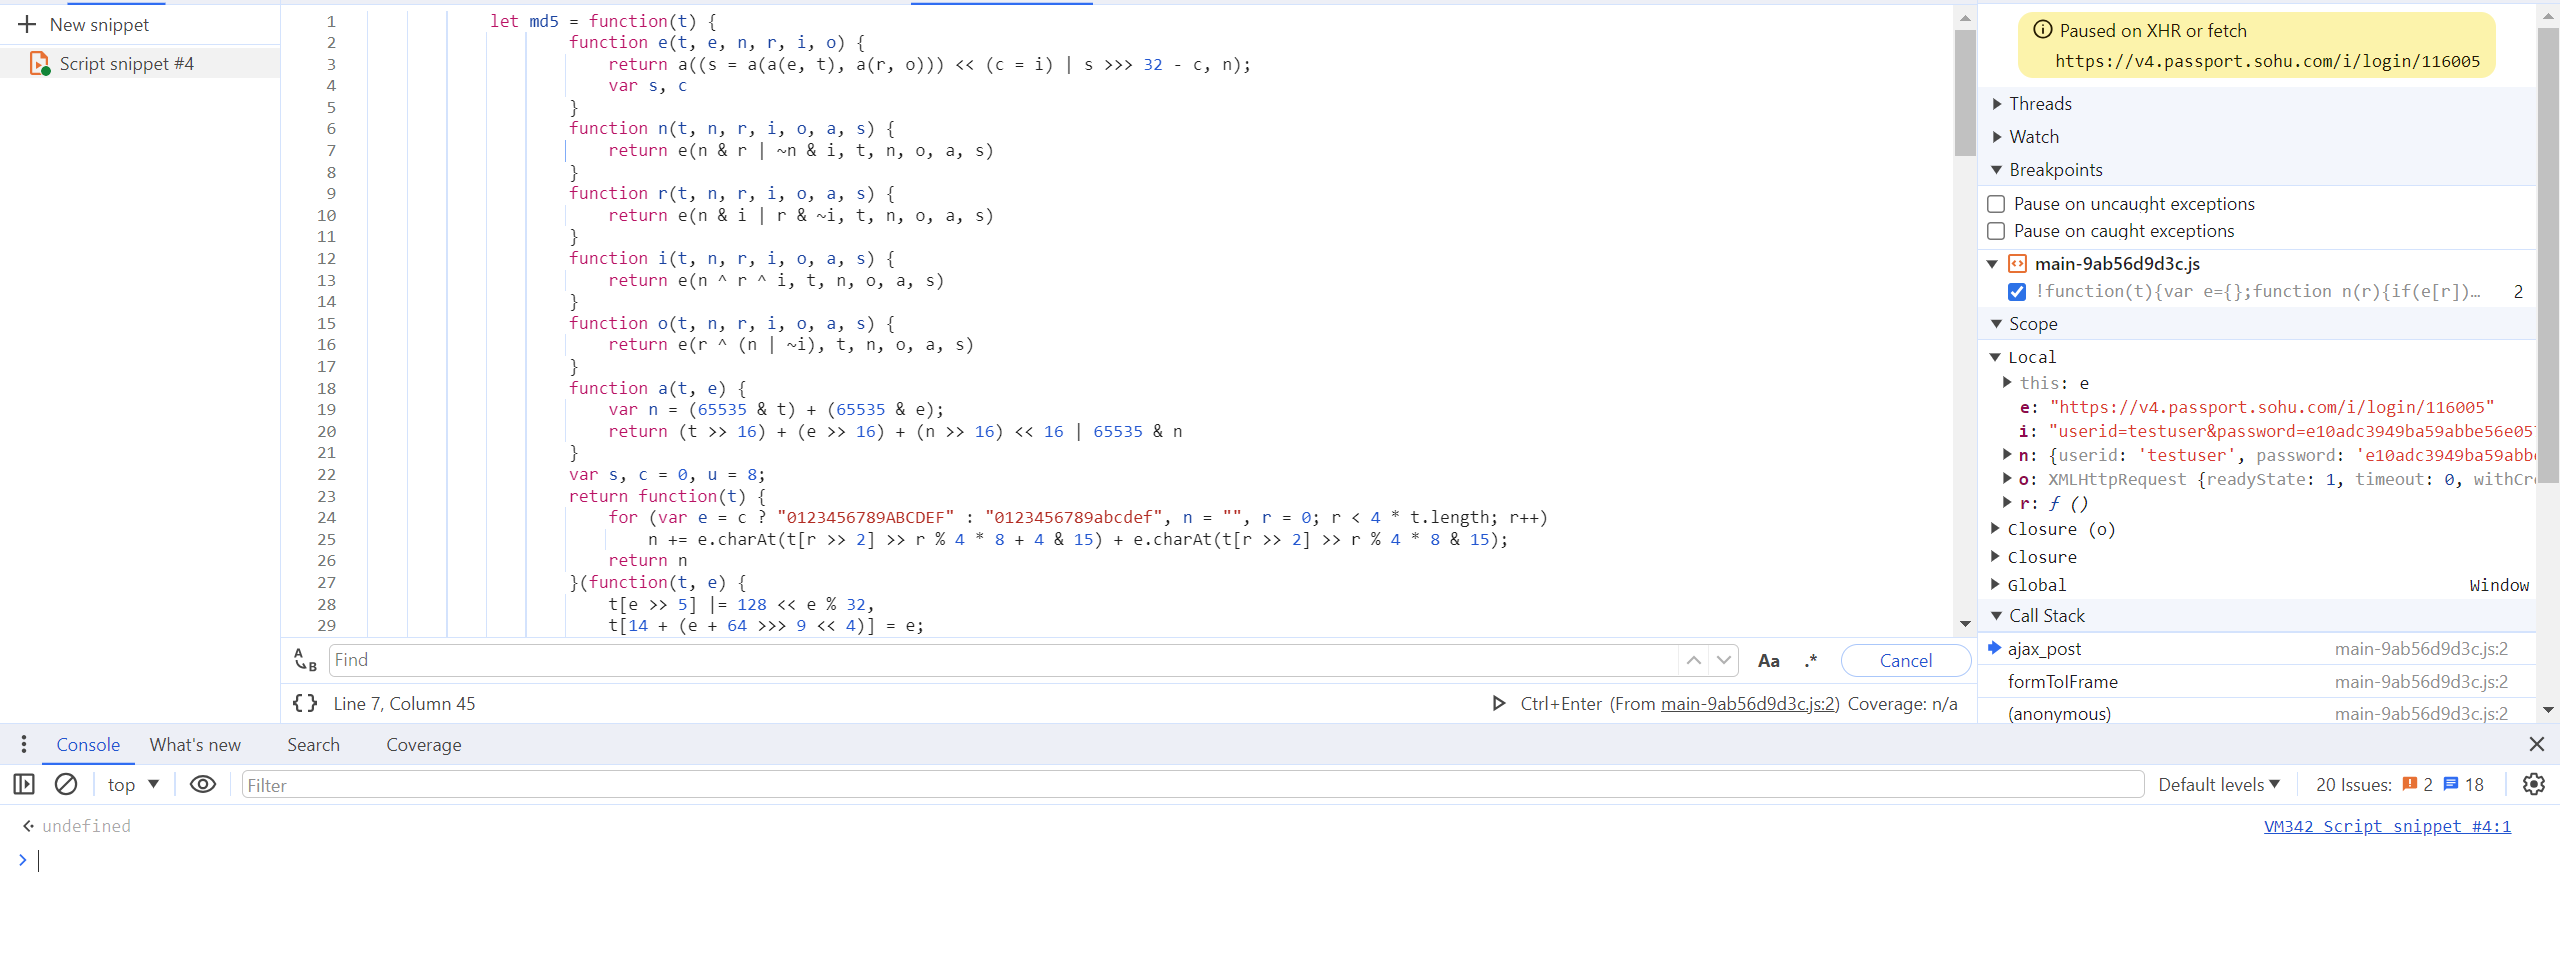 New snippet
Script snippet #4
1 let md5 = function(t) {
2 function e(t, e, n, r, i, o) {
3 return a((s = a(a(e, t), a(r, o))) << (c = i) | s >>> 32 - c, n);
4 var s, c
5 }
6 function n(t, n, r, i, o, a, s) {
7 return e(n & r | ~n & i, t, n, o, a, s)
8 }
9 function r(t, n, r, i, o, a, s) {
10 return e(n & i | r & ~i, t, n, o, a, s)
11 }
12 function i(t, n, r, i, o, a, s) {
13 return e(n ^ r ^ i, t, n, o, a, s)
14 }
15 function o(t, n, r, i, o, a, s) {
16 return e(r ^ (n | ~i), t, n, o, a, s)
17 }
18 function a(t, e) {
19 var n = (65535 & t) + (65535 & e);
20 return (t >> 16) + (e >> 16) + (n >> 16) << 16 | 65535 & n
21 }
22 var s, c = 0, u = 8;
23 return function(t) {
24 for (var e = c ? "0123456789ABCDEF" : "0123456789abcdef", n = "", r = 0; r < 4 * t.length; r++)
25 n += e.charAt(t[r >> 2] >> r % 4 * 8 + 4 & 15) + e.charAt(t[r >> 2] >> r % 4 * 8 & 15);
26 return n
27 }(function(t, e) {
28 t[e >> 5] |= 128 << e % 32,
29 t[14 + (e + 64 >>> 9 << 4)] = e;
A B Find Aa .* Cancel
{} Line 7, Column 45 Ctrl+Enter (From main-9ab56d9d3c.js:2) Coverage: n/a
Paused on XHR or fetch
https://v4.passport.sohu.com/i/login/116005
Threads
Watch
Breakpoints
Pause on uncaught exceptions
Pause on caught exceptions
main-9ab56d9d3c.js
!function(t){var e={};function n(r){if(e[r])… 2
Scope
Local
this: e
e: "https://v4.passport.sohu.com/i/login/116005"
i: "userid=testuser&password=e10adc3949ba59abbe56e05
n: {userid: 'testuser', password: 'e10adc3949ba59abb
o: XMLHttpRequest {readyState: 1, timeout: 0, withCr
r: ƒ ()
Closure (o)
Closure
Global Window
Call Stack
ajax_post main-9ab56d9d3c.js:2
formToIFrame main-9ab56d9d3c.js:2
(anonymous) main-9ab56d9d3c.js:2
Console What's new Search Coverage
top Filter Default levels 20 Issues: 2 18
undefined VM342 Script snippet #4:1